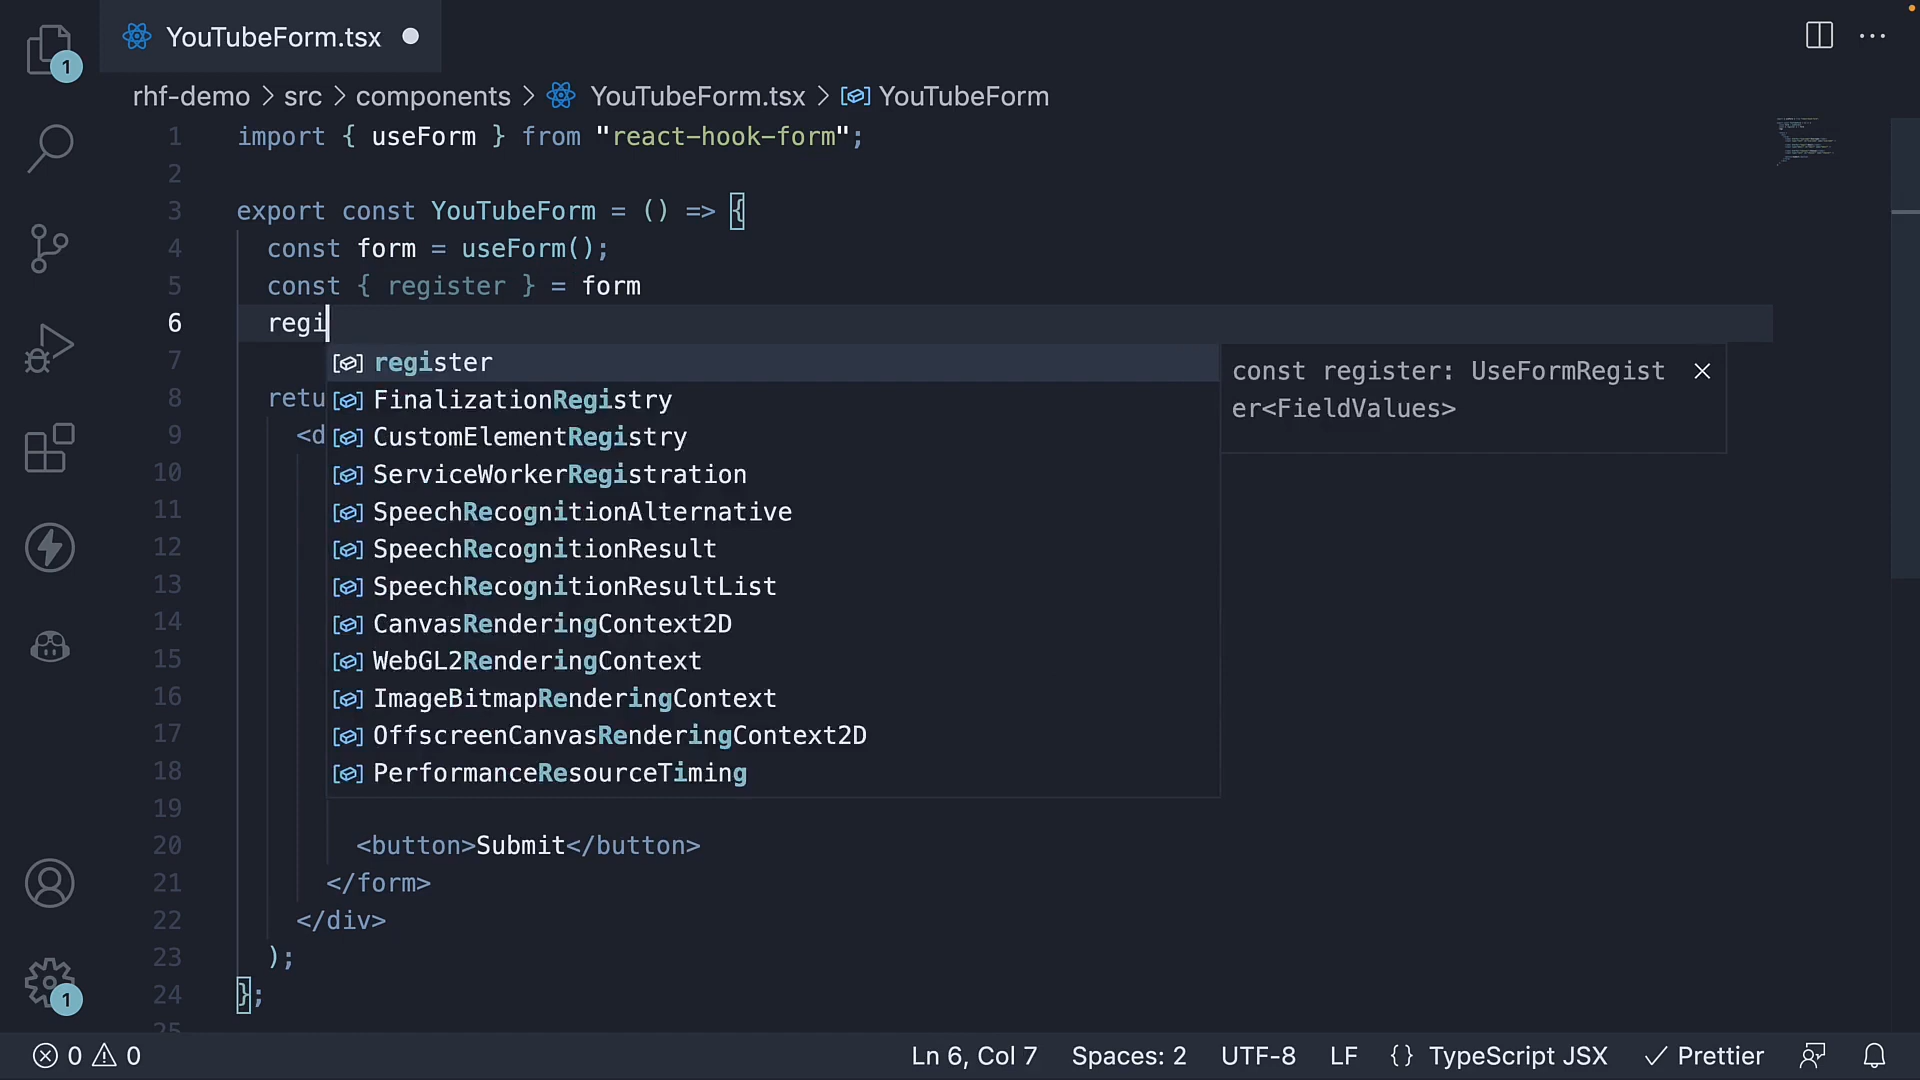 YouTubeForm.tsx
1
rhf-demo > src > components > YouTubeForm.tsx > YouTubeForm
1 import { useForm } from "react-hook-form";
2
3 export const YouTubeForm = () => {
4 const form = useForm();
5 const { register } = form
6 regi
7
register
const register: UseFormRegist
er<FieldValues>
8 retu
FinalizationRegistry
9 <d
CustomElementRegistry
10
ServiceWorkerRegistration
11
SpeechRecognitionAlternative
12
SpeechRecognitionResult
13
SpeechRecognitionResultList
14
CanvasRenderingContext2D
15
WebGL2RenderingContext
16
ImageBitmapRenderingContext
17
OffscreenCanvasRenderingContext2D
18
PerformanceResourceTiming
19
20 <button>Submit</button>
21 </form>
22 </div>
23 );
24 };
25
1
0 0 Ln 6, Col 7 Spaces: 2 UTF-8 LF {} TypeScript JSX Prettier